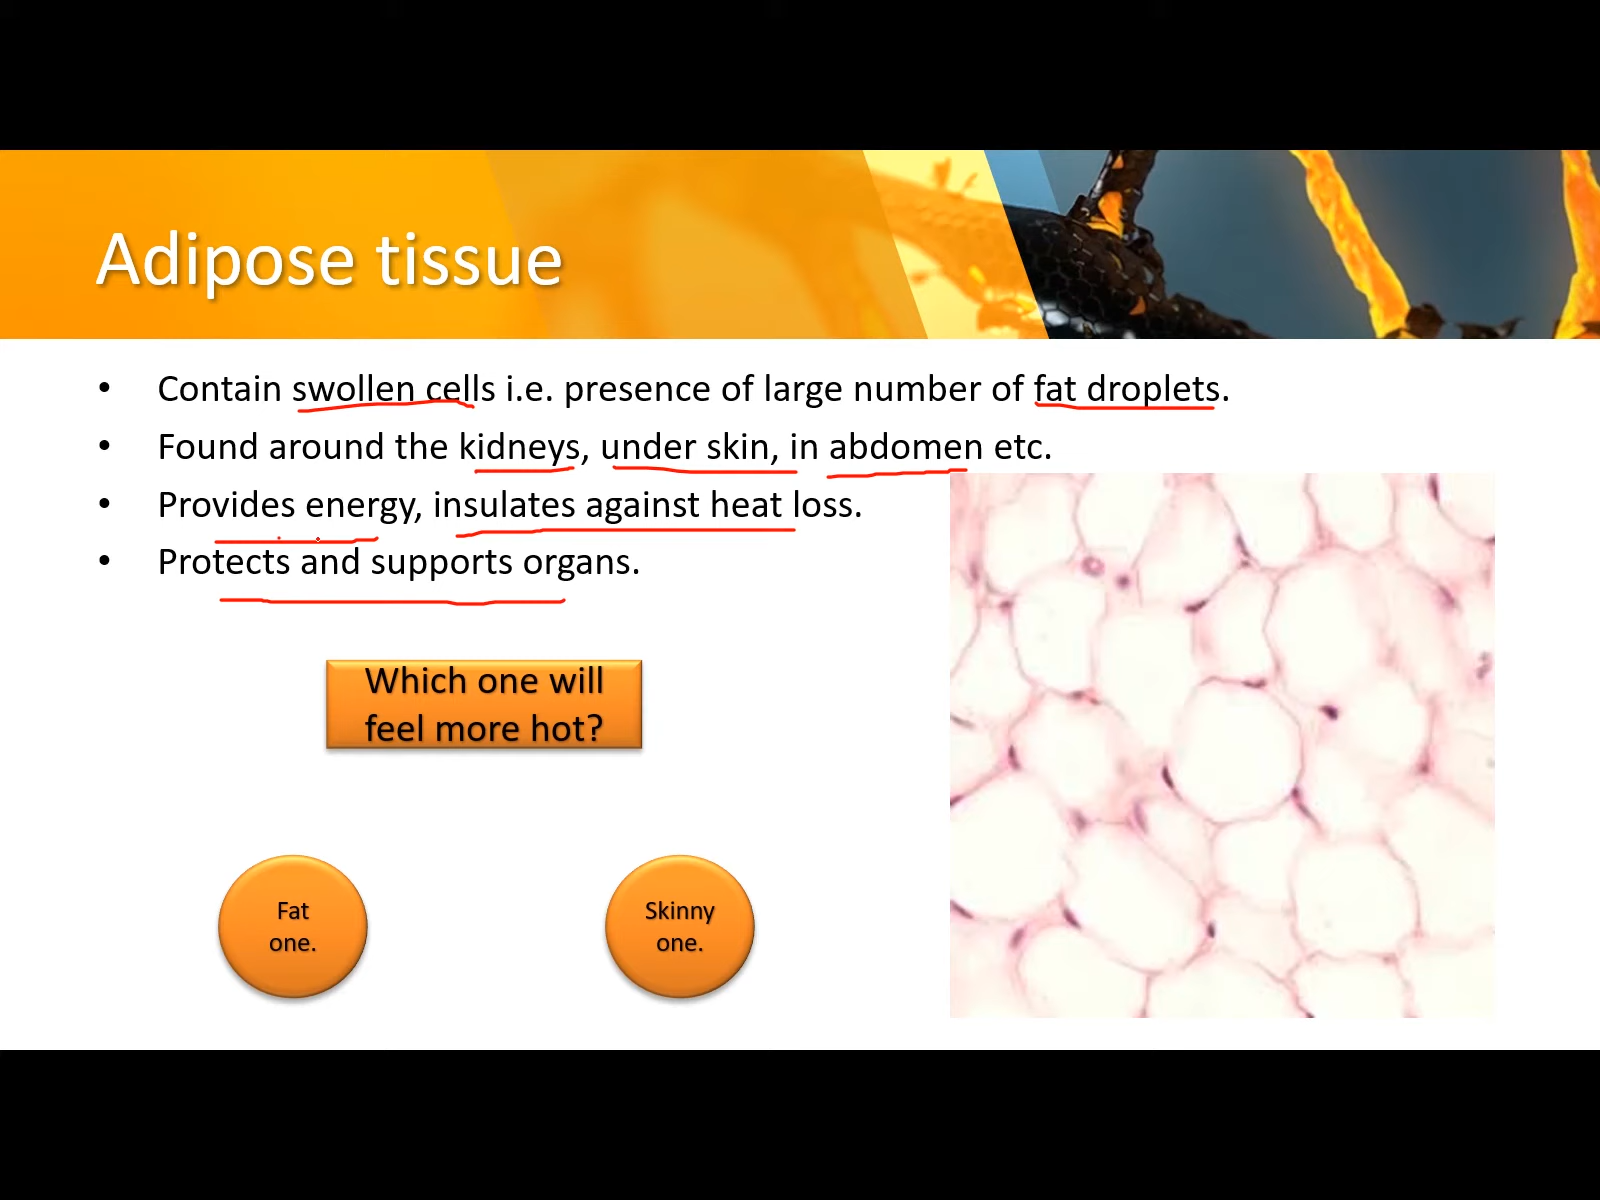 Adipose tissue
• Contain swollen cells i.e. presence of large number of fat droplets.
• Found around the kidneys, under skin, in abdomen etc.
• Provides energy, insulates against heat loss.
• Protects and supports organs.
Which one will
feel more hot?
Fat
one.
Skinny
one.